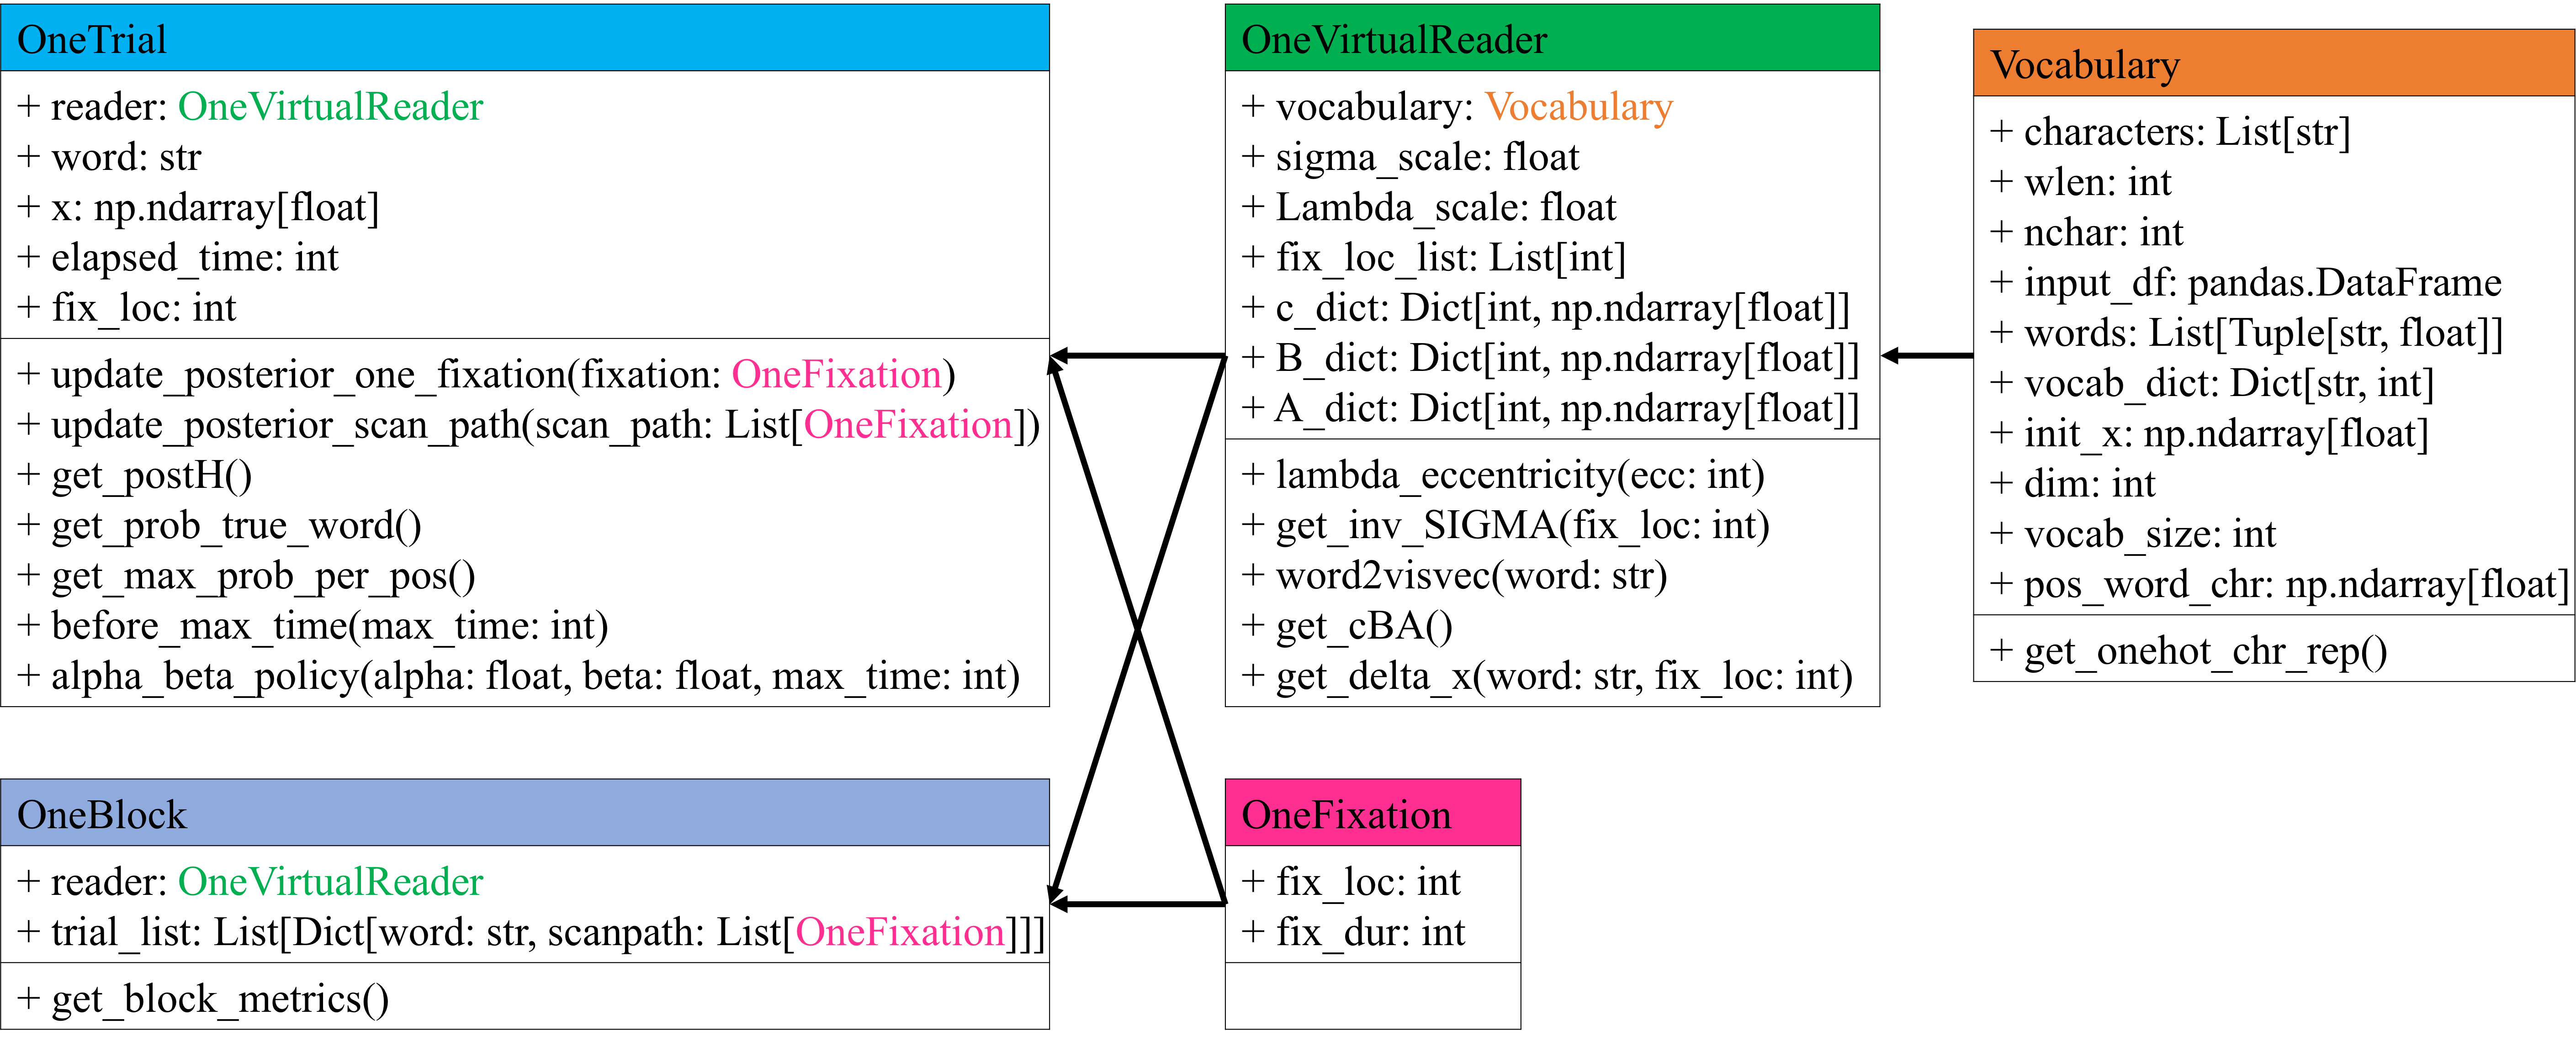 OneTrial
+ reader: OneVirtualReader
+ word: str
+ x: np.ndarray[float]
+ elapsed_time: int
+ fix_loc: int
+ update_posterior_one_fixation(fixation: OneFixation)
+ update_posterior_scan_path(scan_path: List[OneFixation])
+ get_postH()
+ get_prob_true_word()
+ get_max_prob_per_pos()
+ before_max_time(max_time: int)
+ alpha_beta_policy(alpha: float, beta: float, max_time: int)
OneVirtualReader
+ vocabulary: Vocabulary
+ sigma_scale: float
+ Lambda_scale: float
+ fix_loc_list: List[int]
+ c_dict: Dict[int, np.ndarray[float]]
+ B_dict: Dict[int, np.ndarray[float]]
+ A_dict: Dict[int, np.ndarray[float]]
+ lambda_eccentricity(ecc: int)
+ get_inv_SIGMA(fix_loc: int)
+ word2visvec(word: str)
+ get_cBA()
+ get_delta_x(word: str, fix_loc: int)
Vocabulary
+ characters: List[str]
+ wlen: int
+ nchar: int
+ input_df: pandas.DataFrame
+ words: List[Tuple[str, float]]
+ vocab_dict: Dict[str, int]
+ init_x: np.ndarray[float]
+ dim: int
+ vocab_size: int
+ pos_word_chr: np.ndarray[float]
+ get_onehot_chr_rep()
OneBlock
+ reader: OneVirtualReader
+ trial_list: List[Dict[word: str, scanpath: List[OneFixation]]]
+ get_block_metrics()
OneFixation
+ fix_loc: int
+ fix_dur: int